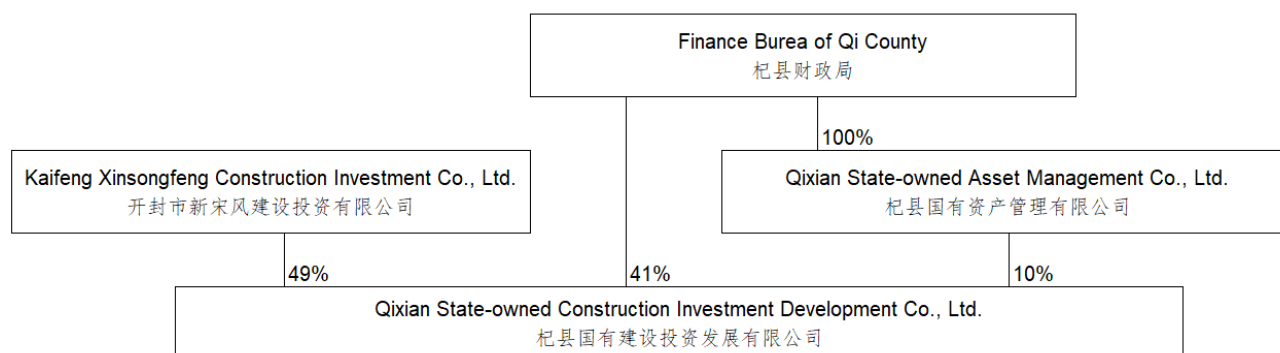 Finance Burea of Qi County
杞县财政局
100%
Kaifeng Xinsongfeng Construction Investment Co., Ltd.
开封市新宋风建设投资有限公司
Qixian State-owned Asset Management Co., Ltd.
杞县国有资产管理有限公司
49%
41%
10%
Qixian State-owned Construction Investment Development Co., Ltd.
杞县国有建设投资发展有限公司